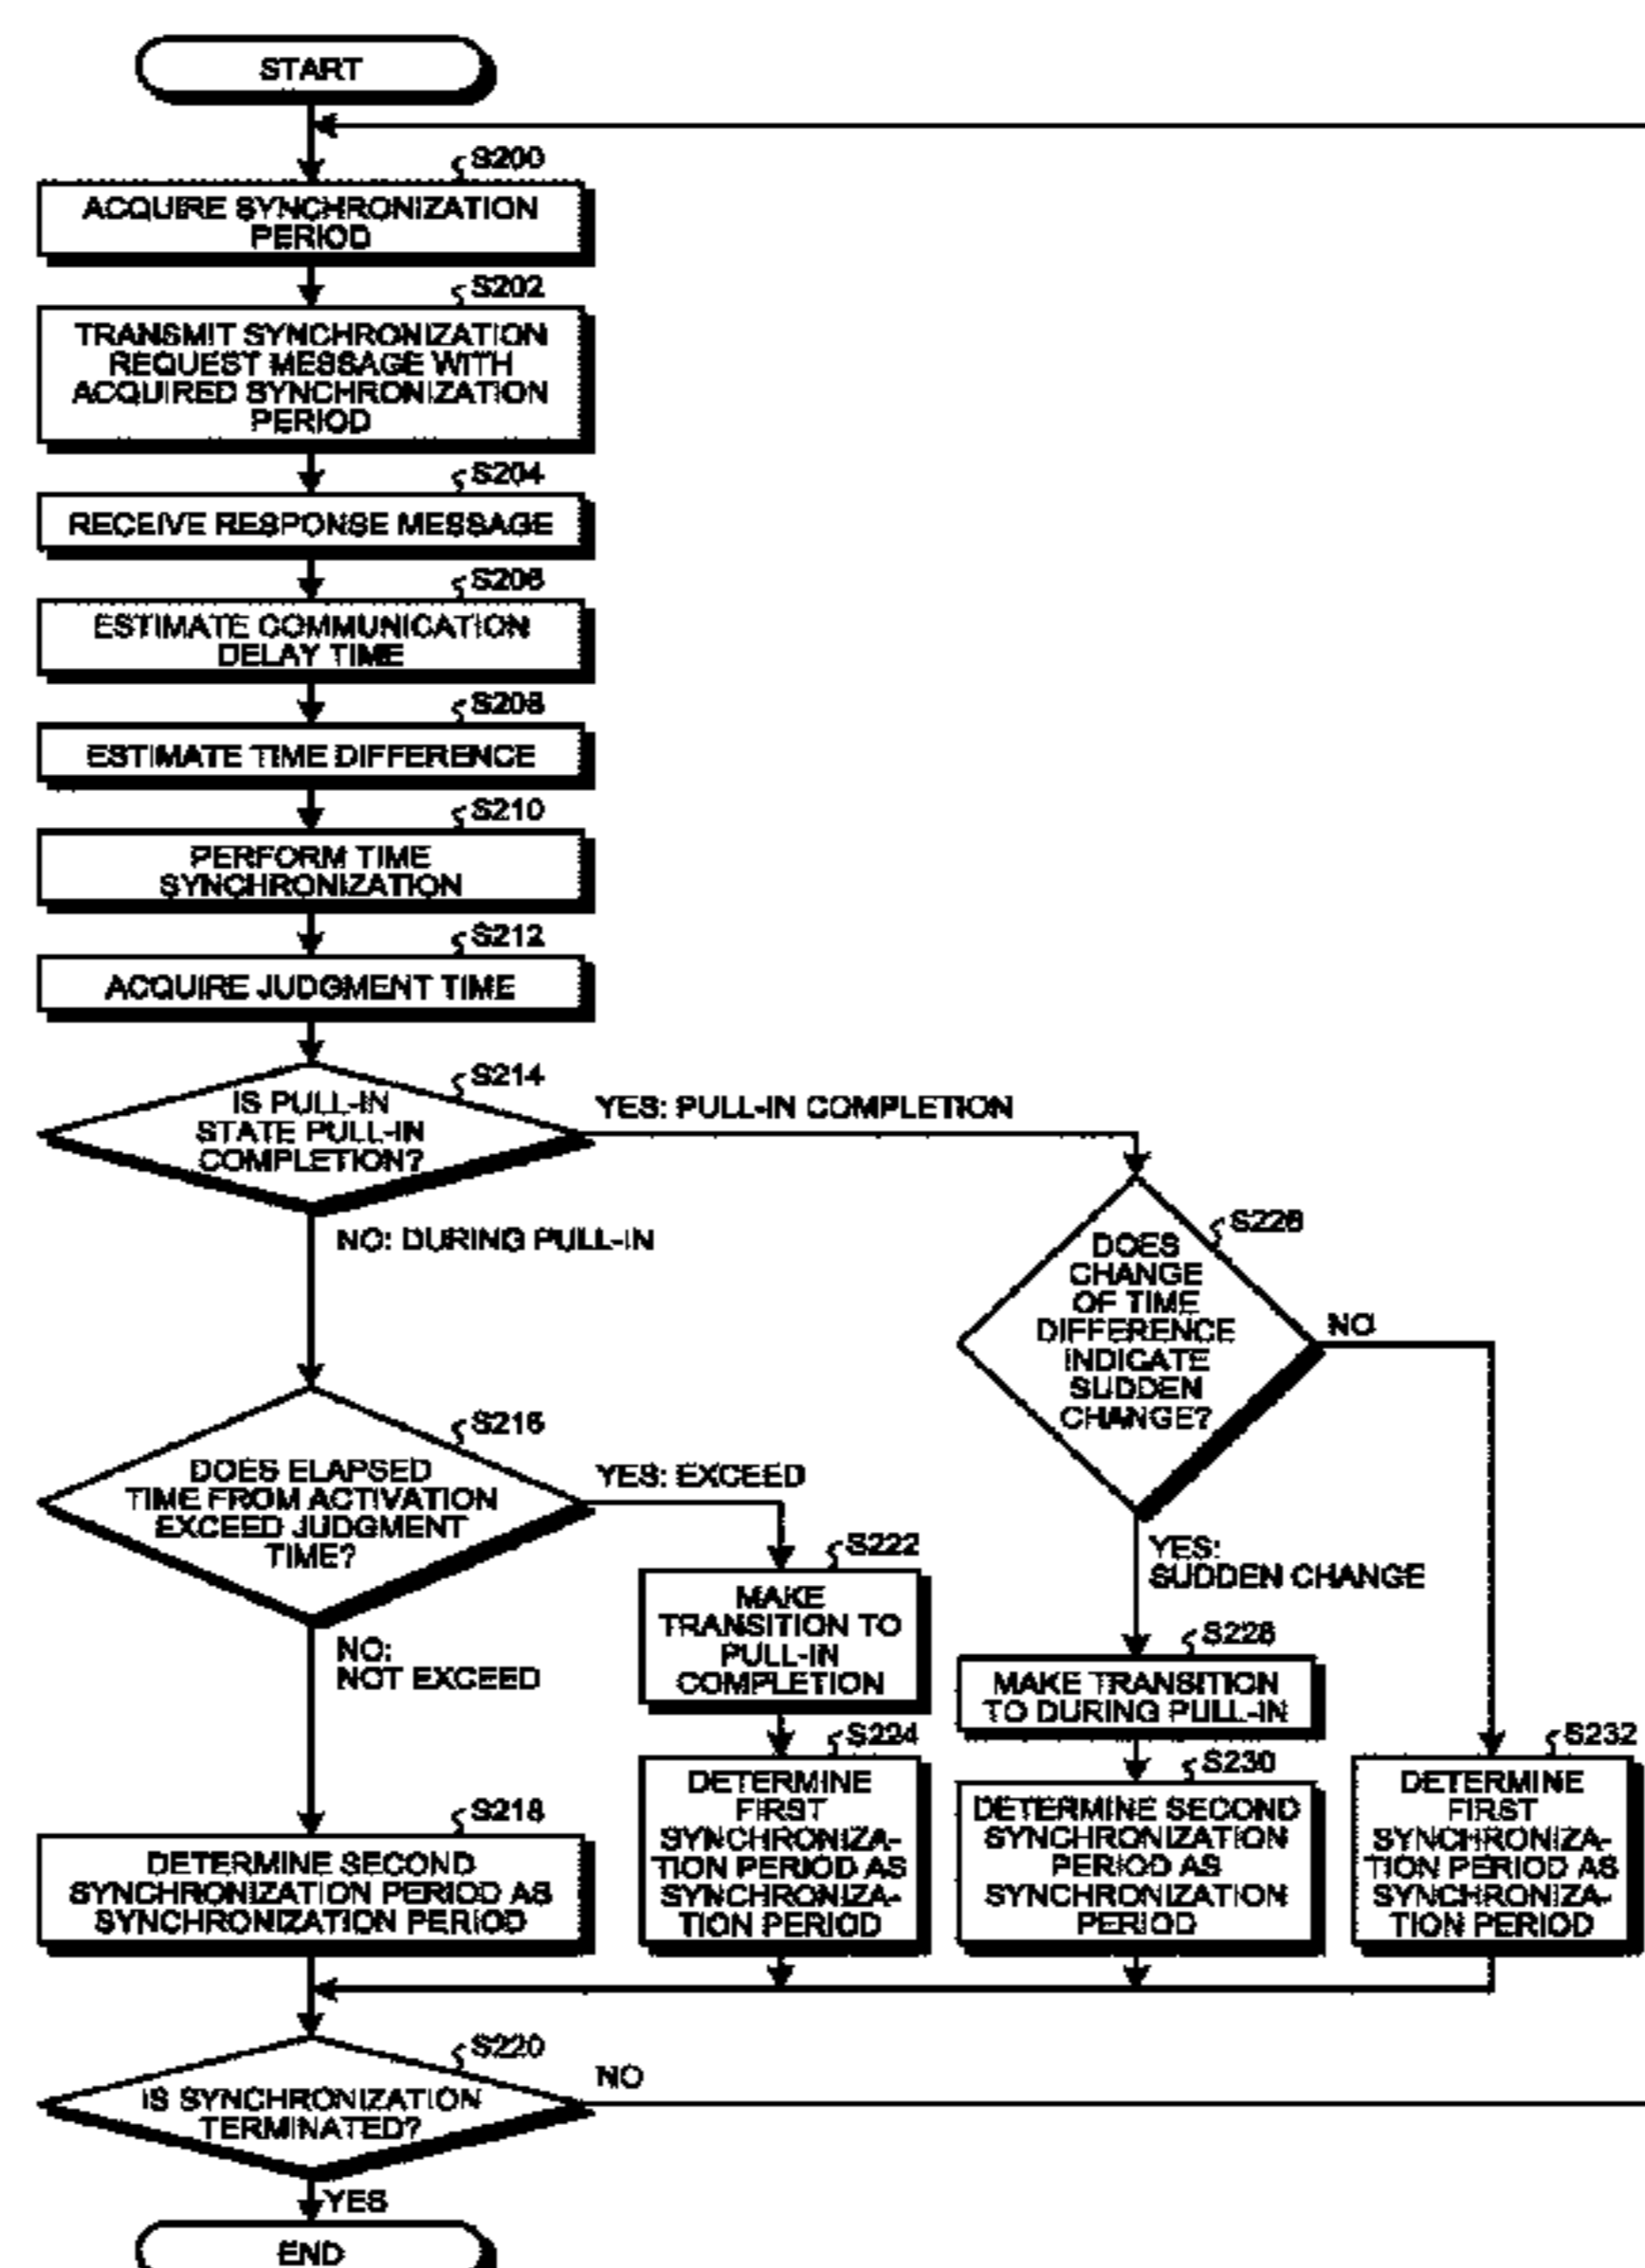 START
S200
ACQUIRE SYNCHRONIZATION
PERIOD
S202
TRANSMIT SYNCHRONIZATION
REQUEST MESSAGE WITH
ACQUIRED SYNCHRONIZATION
PERIOD
S204
RECEIVE RESPONSE MESSAGE
S206
ESTIMATE COMMUNICATION
DELAY TIME
S208
ESTIMATE TIME DIFFERENCE
S210
PERFORM TIME
SYNCHRONIZATION
S212
ACQUIRE JUDGMENT TIME
S214
IS PULL-IN
STATE PULL-IN
COMPLETION?
YES: PULL-IN COMPLETION
NO: DURING PULL-IN
S226
DOES
CHANGE
OF TIME
DIFFERENCE
INDICATE
SUDDEN
CHANGE?
NO
S216
DOES ELAPSED
TIME FROM ACTIVATION
EXCEED JUDGMENT
TIME?
YES: EXCEED
NO:
NOT EXCEED
S222
MAKE
TRANSITION TO
PULL-IN
COMPLETION
YES:
SUDDEN CHANGE
S228
MAKE TRANSITION
TO DURING PULL-IN
S218
DETERMINE SECOND
SYNCHRONIZATION PERIOD AS
SYNCHRONIZATION PERIOD
S224
DETERMINE
FIRST
SYNCHRONIZA-
TION PERIOD AS
SYNCHRONIZA-
TION PERIOD
S230
DETERMINE SECOND
SYNCHRONIZATION
PERIOD AS
SYNCHRONIZATION
PERIOD
S232
DETERMINE
FIRST
SYNCHRONIZA-
TION PERIOD AS
SYNCHRONIZA-
TION PERIOD
S220
IS SYNCHRONIZATION
TERMINATED?
NO
YES
END